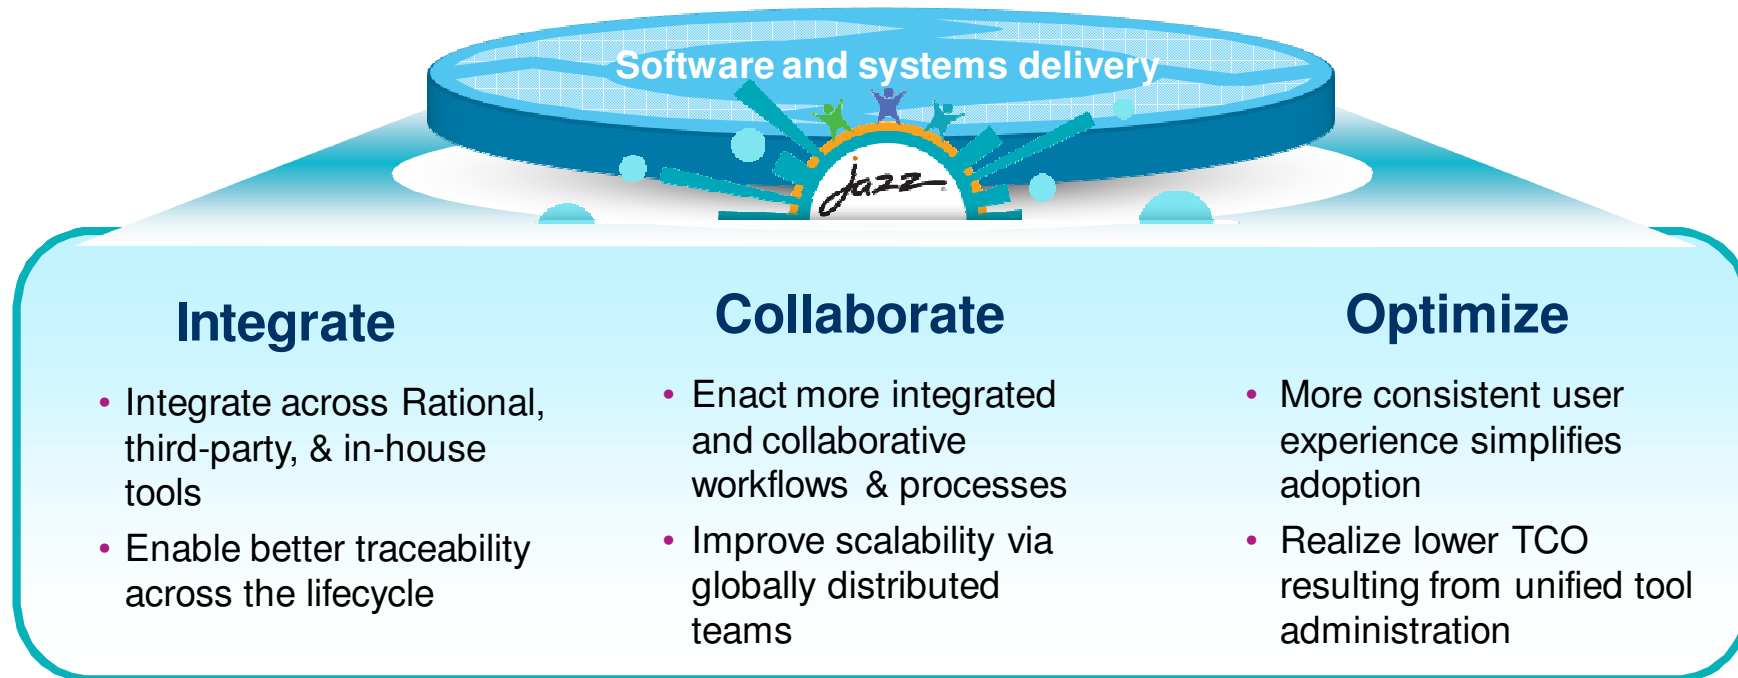 Software and systems delivery
jazz
Integrate
• Integrate across Rational,
third-party, & in-house
tools
• Enable better traceability
across the lifecycle
Collaborate
• Enact more integrated
and collaborative
workflows & processes
• Improve scalability via
globally distributed
teams
Optimize
• More consistent user
experience simplifies
adoption
• Realize lower TCO
resulting from unified tool
administration